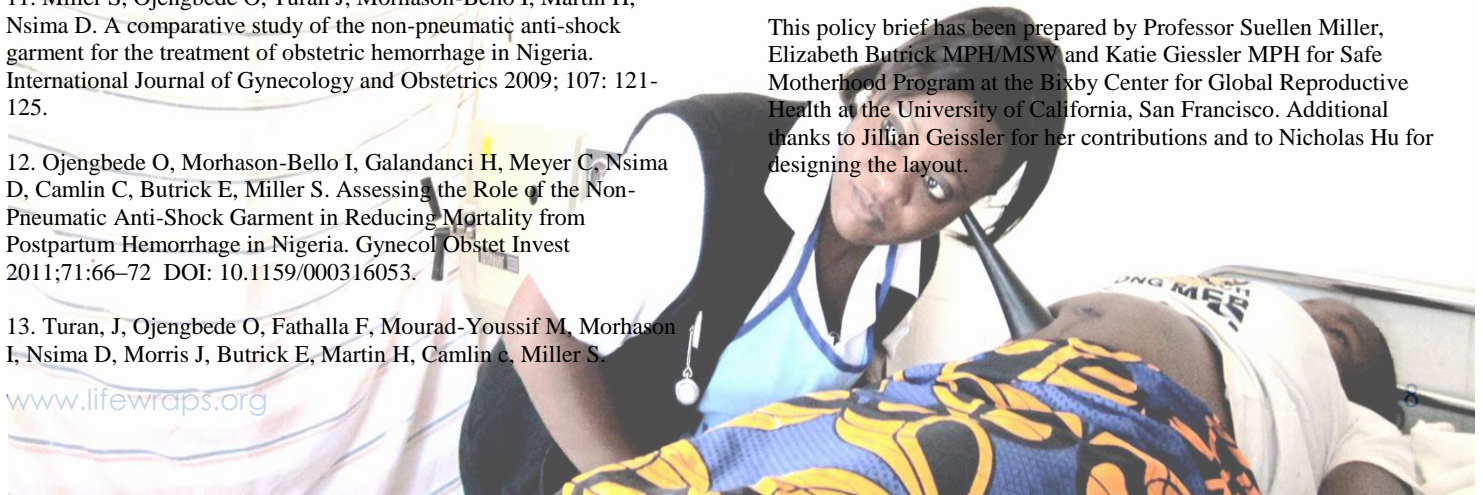 11. Miller S, Ojengbede O, Turan J, Morhason-Bello I, Martin H,
Nsima D. A comparative study of the non-pneumatic anti-shock
garment for the treatment of obstetric hemorrhage in Nigeria.
International Journal of Gynecology and Obstetrics 2009; 107: 121-
125.
12. Ojengbede O, Morhason-Bello I, Galandanci H, Meyer C, Nsima
D, Camlin C, Butrick E, Miller S. Assessing the Role of the Non-
Pneumatic Anti-Shock Garment in Reducing Mortality from
Postpartum Hemorrhage in Nigeria. Gynecol Obstet Invest
2011;71:66–72 DOI: 10.1159/000316053.
13. Turan, J, Ojengbede O, Fathalla F, Mourad-Youssif M, Morhason
I, Nsima D, Morris J, Butrick E, Martin H, Camlin c, Miller S.
www.lifewraps.org
This policy brief has been prepared by Professor Suellen Miller,
Elizabeth Butrick MPH/MSW and Katie Giessler MPH for Safe
Motherhood Program at the Bixby Center for Global Reproductive
Health at the University of California, San Francisco. Additional
thanks to Jillian Geissler for her contributions and to Nicholas Hu for
designing the layout.
8